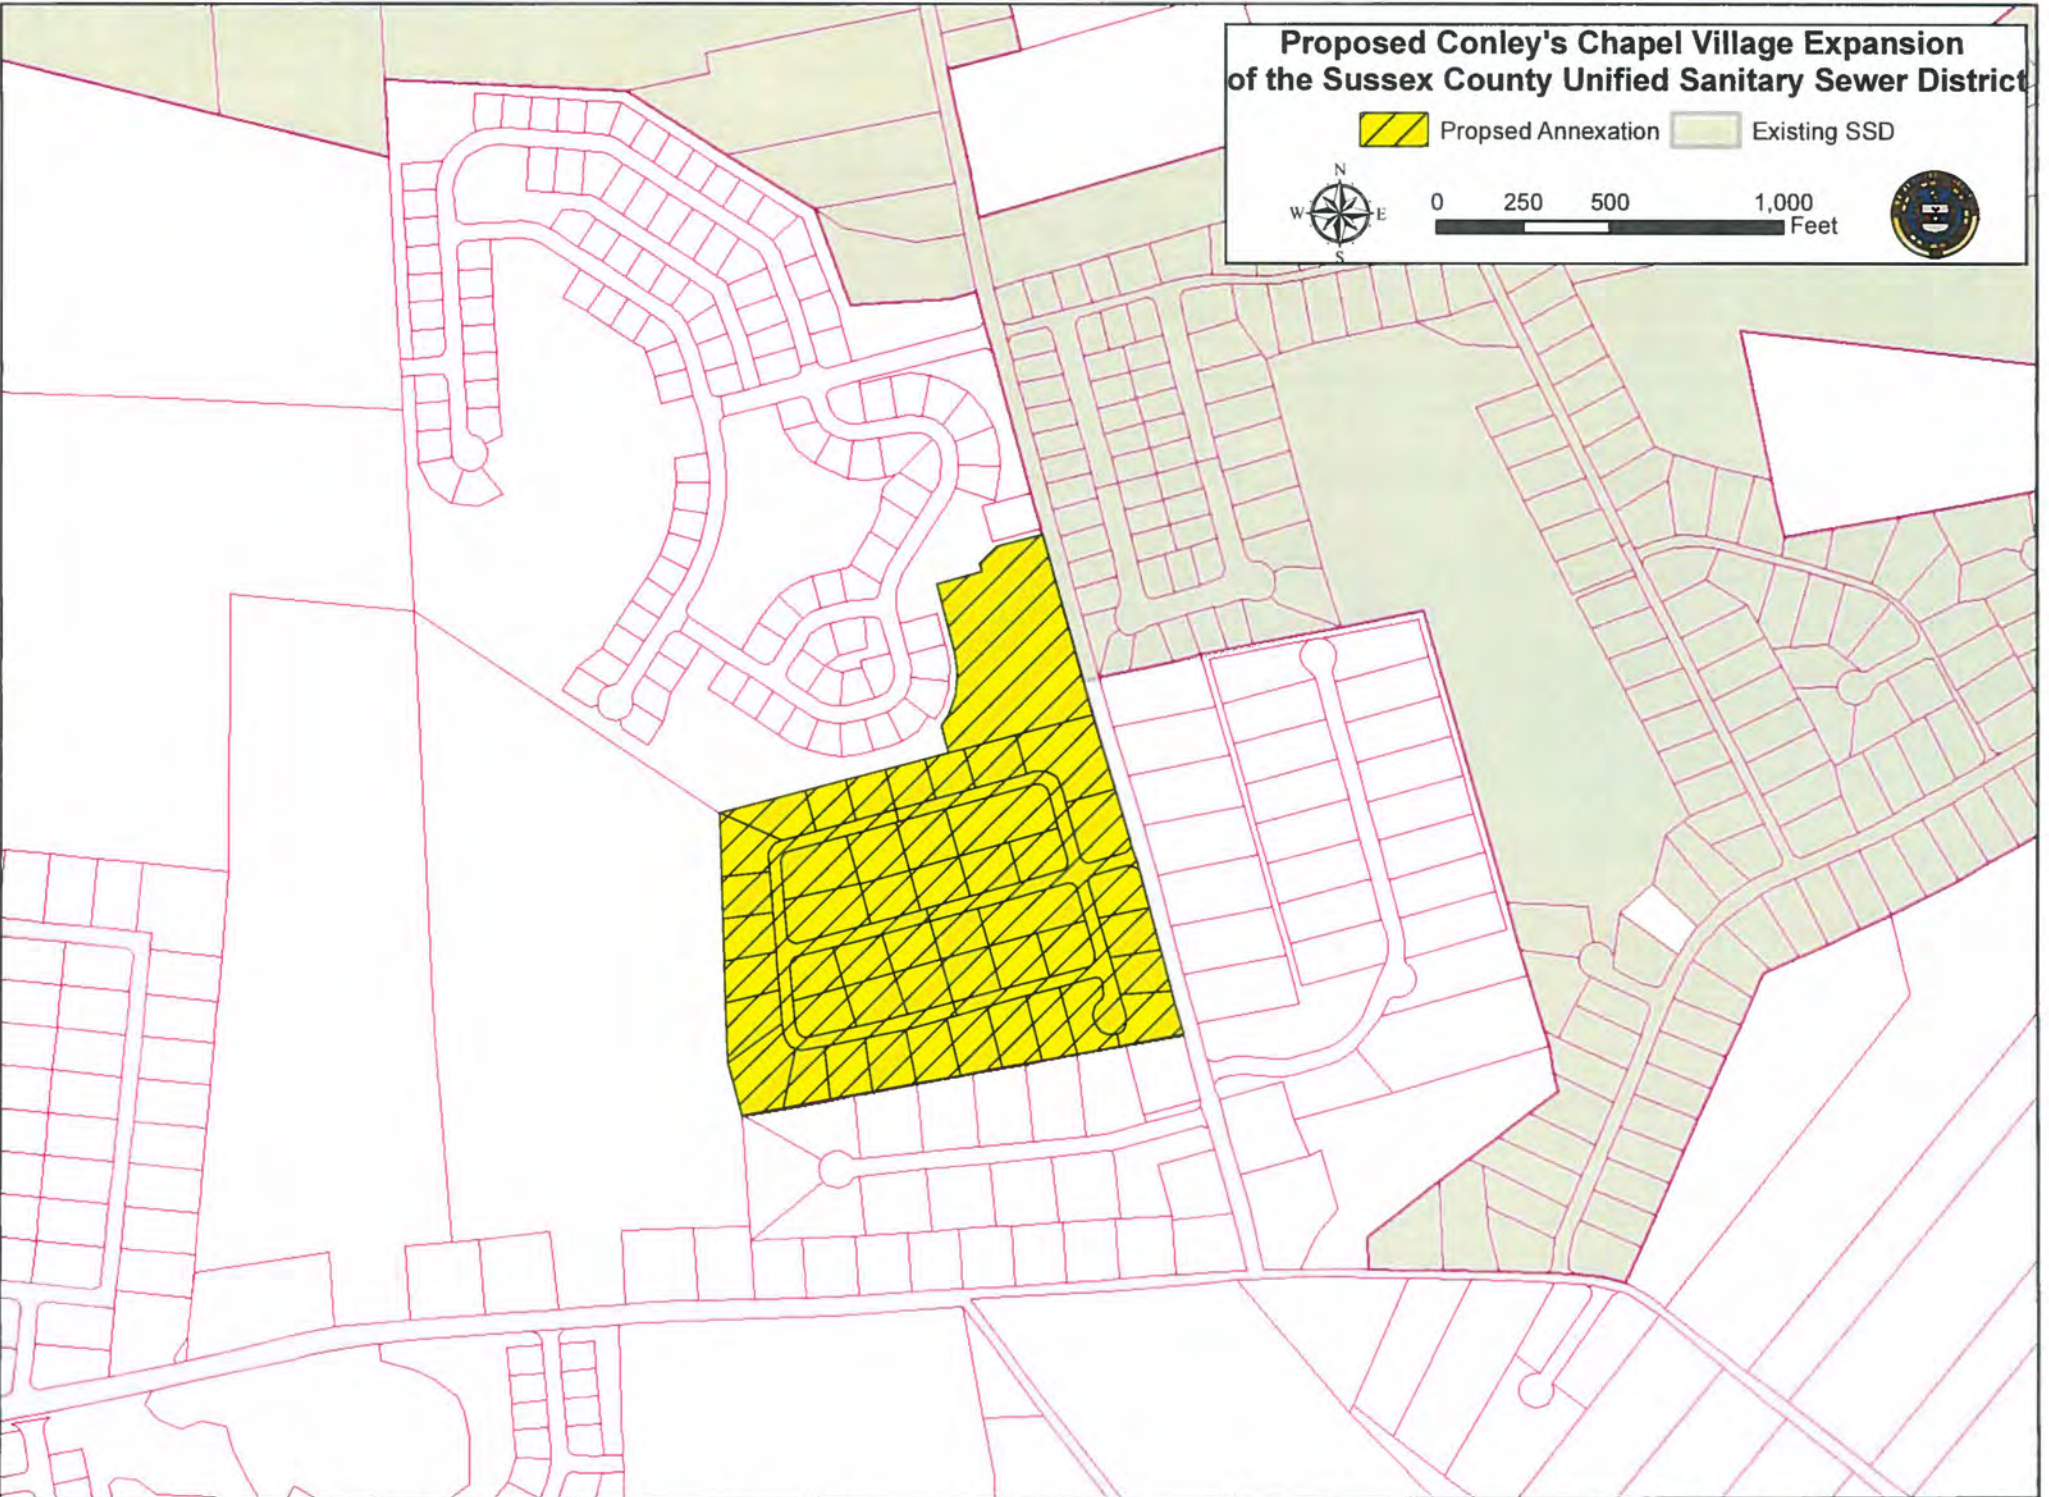 Proposed Conley's Chapel Village Expansion
of the Sussex County Unified Sanitary Sewer District
Propsed Annexation Existing SSD
N
W E
S
0 250 500 1,000
Feet